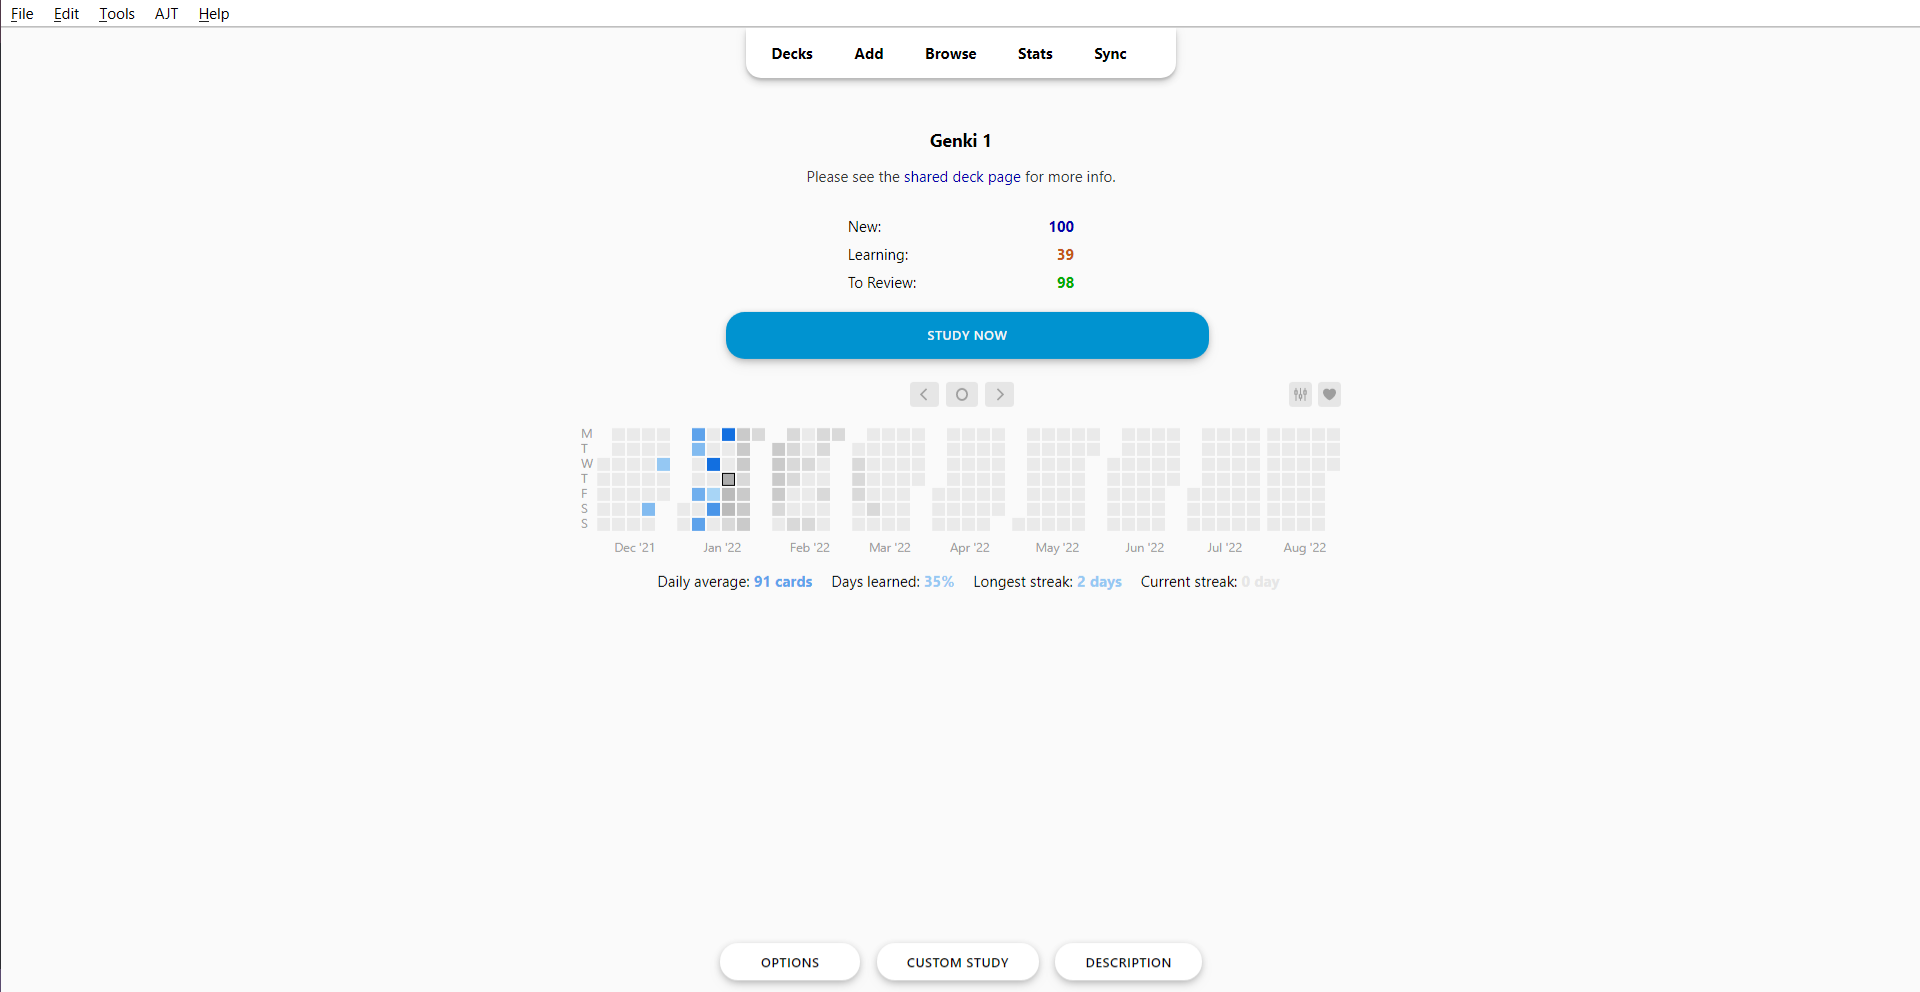 File Edit Tools AJT Help
Decks Add Browse Stats Sync
Genki 1
Please see the shared deck page for more info.
New: 100
Learning: 39
To Review: 98
STUDY NOW
M
T
W
T
F
S
S
Dec '21 Jan '22 Feb '22 Mar '22 Apr '22 May '22 Jun '22 Jul '22 Aug '22
Daily average: 91 cards Days learned: 35% Longest streak: 2 days Current streak: 0 day
OPTIONS CUSTOM STUDY DESCRIPTION